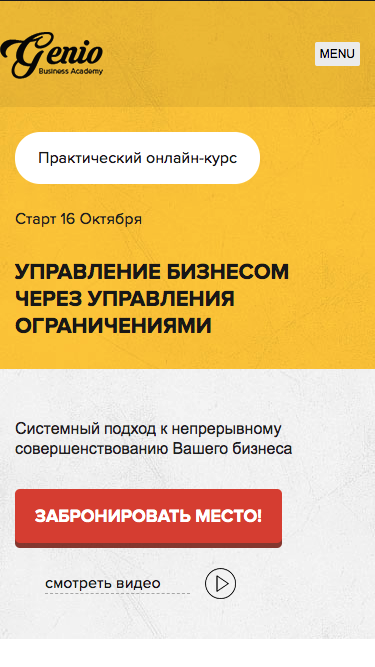 Genio
Business Academy
MENU
Практический онлайн-курс
Старт 16 Октября
УПРАВЛЕНИЕ БИЗНЕСОМ
ЧЕРЕЗ УПРАВЛЕНИЯ
ОГРАНИЧЕНИЯМИ
Системный подход к непрерывному
совершенствованию Вашего бизнеса
ЗАБРОНИРОВАТЬ МЕСТО!
смотреть видео